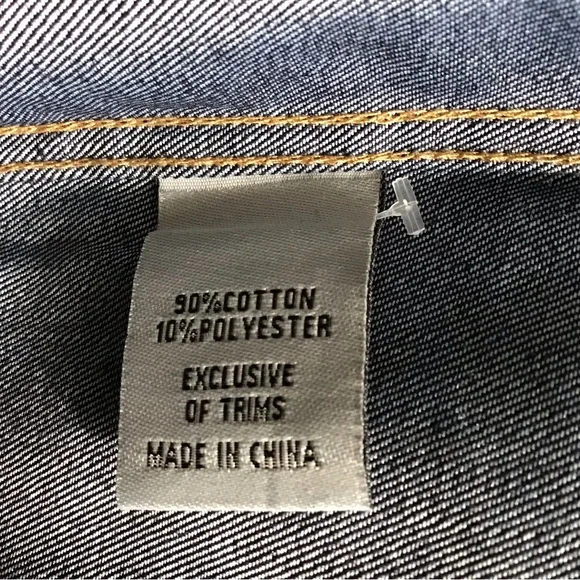 90%COTTON
10%POLYESTER
EXCLUSIVE
OF TRIMS
MADE IN CHINA